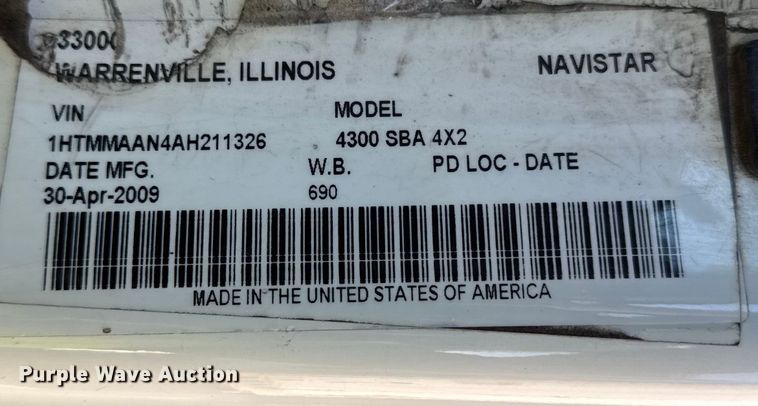 WARRENVILLE, ILLINOIS NAVISTAR
VIN MODEL
1HTMMAAN4AH211326 4300 SBA 4X2
DATE MFG. W.B. PD LOC - DATE
30-Apr-2009 690
MADE IN THE UNITED STATES OF AMERICA
Purple Wave Auction